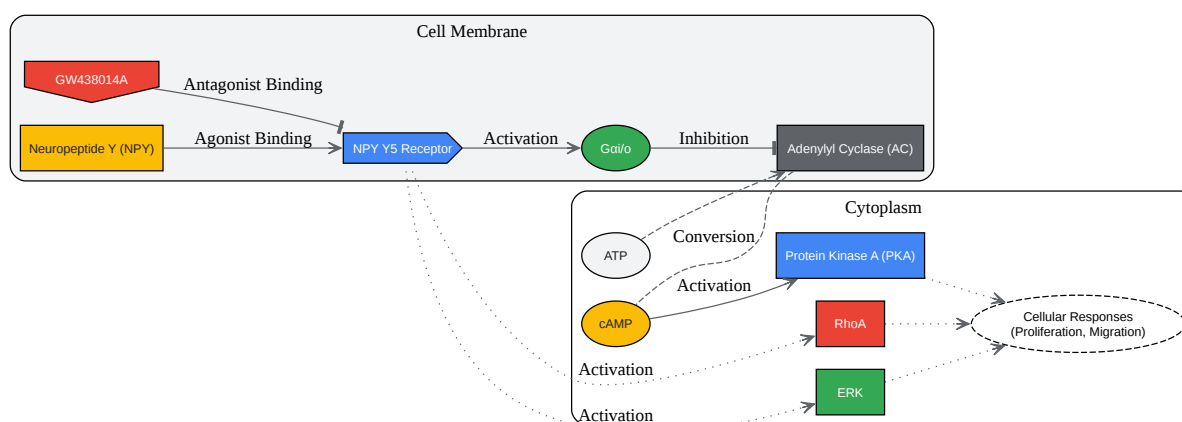 Cell Membrane
GW438014A
Antagonist Binding
Neuropeptide Y (NPY)
Agonist Binding
NPY Y5 Receptor
Activation
Gαi/o
Inhibition
Adenylyl Cyclase (AC)
Cytoplasm
ATP
Conversion
Protein Kinase A (PKA)
Activation
cAMP
RhoA
Cellular Responses
(Proliferation, Migration)
Activation
ERK
Activation